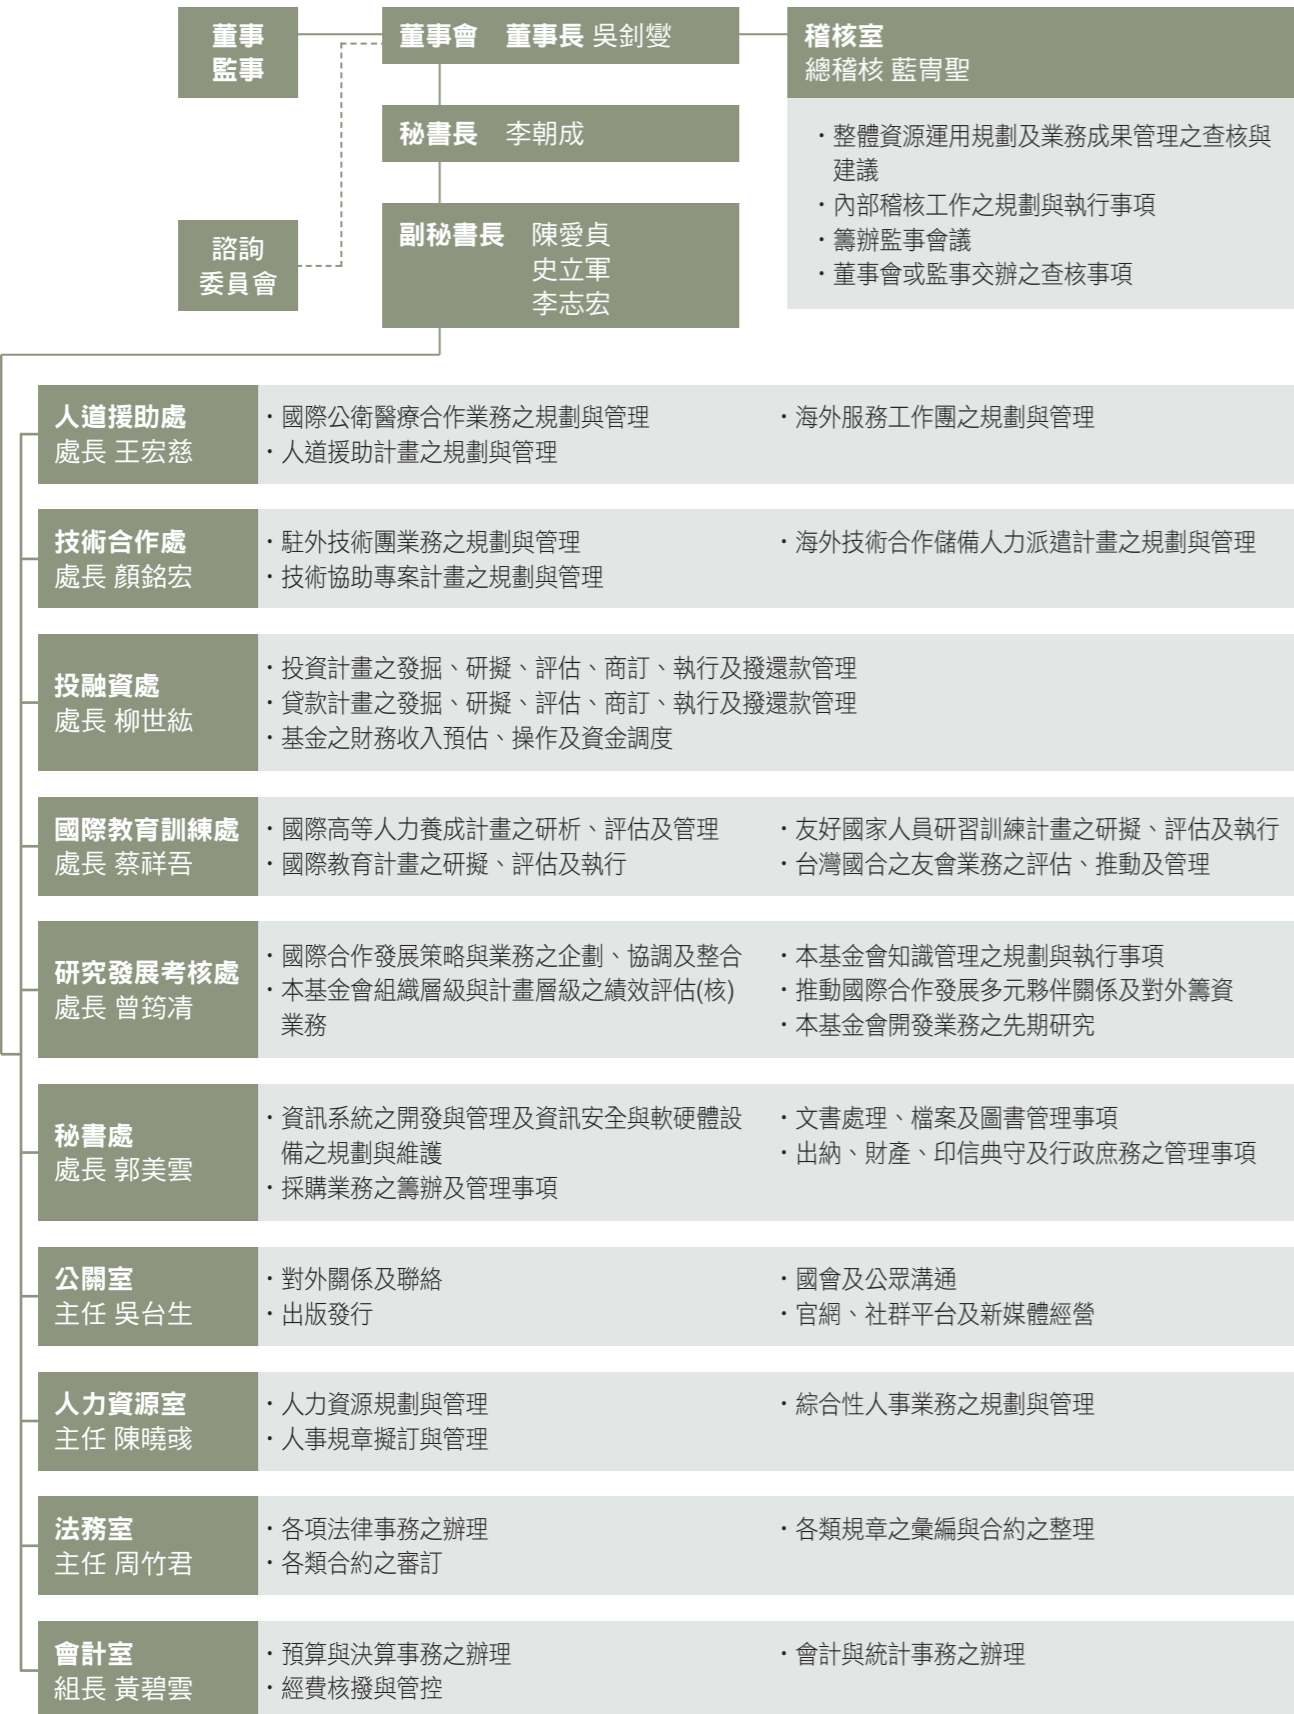 董事
監事
董事會　董事長 吳釗燮
稽核室
總稽核 藍冑聖
・整體資源運用規劃及業務成果管理之查核與
建議
・內部稽核工作之規劃與執行事項
・籌辦監事會議
・董事會或監事交辦之查核事項
秘書長　李朝成
諮詢
委員會
副秘書長　陳愛貞
史立軍
李志宏
人道援助處
處長 王宏慈
・國際公衛醫療合作業務之規劃與管理
・人道援助計畫之規劃與管理
・海外服務工作團之規劃與管理
技術合作處
處長 顏銘宏
・駐外技術團業務之規劃與管理
・技術協助專案計畫之規劃與管理
・海外技術合作儲備人力派遣計畫之規劃與管理
投融資處
處長 柳世紘
・投資計畫之發掘、研擬、評估、商訂、執行及撥還款管理
・貸款計畫之發掘、研擬、評估、商訂、執行及撥還款管理
・基金之財務收入預估、操作及資金調度
國際教育訓練處
處長 蔡祥吾
・國際高等人力養成計畫之研析、評估及管理
・國際教育計畫之研擬、評估及執行
・友好國家人員研習訓練計畫之研擬、評估及執行
・台灣國合之友會業務之評估、推動及管理
研究發展考核處
處長 曾筠清
・國際合作發展策略與業務之企劃、協調及整合
・本基金會組織層級與計畫層級之績效評估(核)
業務
・本基金會知識管理之規劃與執行事項
・推動國際合作發展多元夥伴關係及對外籌資
・本基金會開發業務之先期研究
秘書處
處長 郭美雲
・資訊系統之開發與管理及資訊安全與軟硬體設
備之規劃與維護
・採購業務之籌辦及管理事項
・文書處理、檔案及圖書管理事項
・出納、財產、印信典守及行政庶務之管理事項
公關室
主任 吳台生
・對外關係及聯絡
・出版發行
・國會及公眾溝通
・官網、社群平台及新媒體經營
人力資源室
主任 陳曉彧
・人力資源規劃與管理
・人事規章擬訂與管理
・綜合性人事業務之規劃與管理
法務室
主任 周竹君
・各項法律事務之辦理
・各類合約之審訂
・各類規章之彙編與合約之整理
會計室
組長 黃碧雲
・預算與決算事務之辦理
・經費核撥與管控
・會計與統計事務之辦理